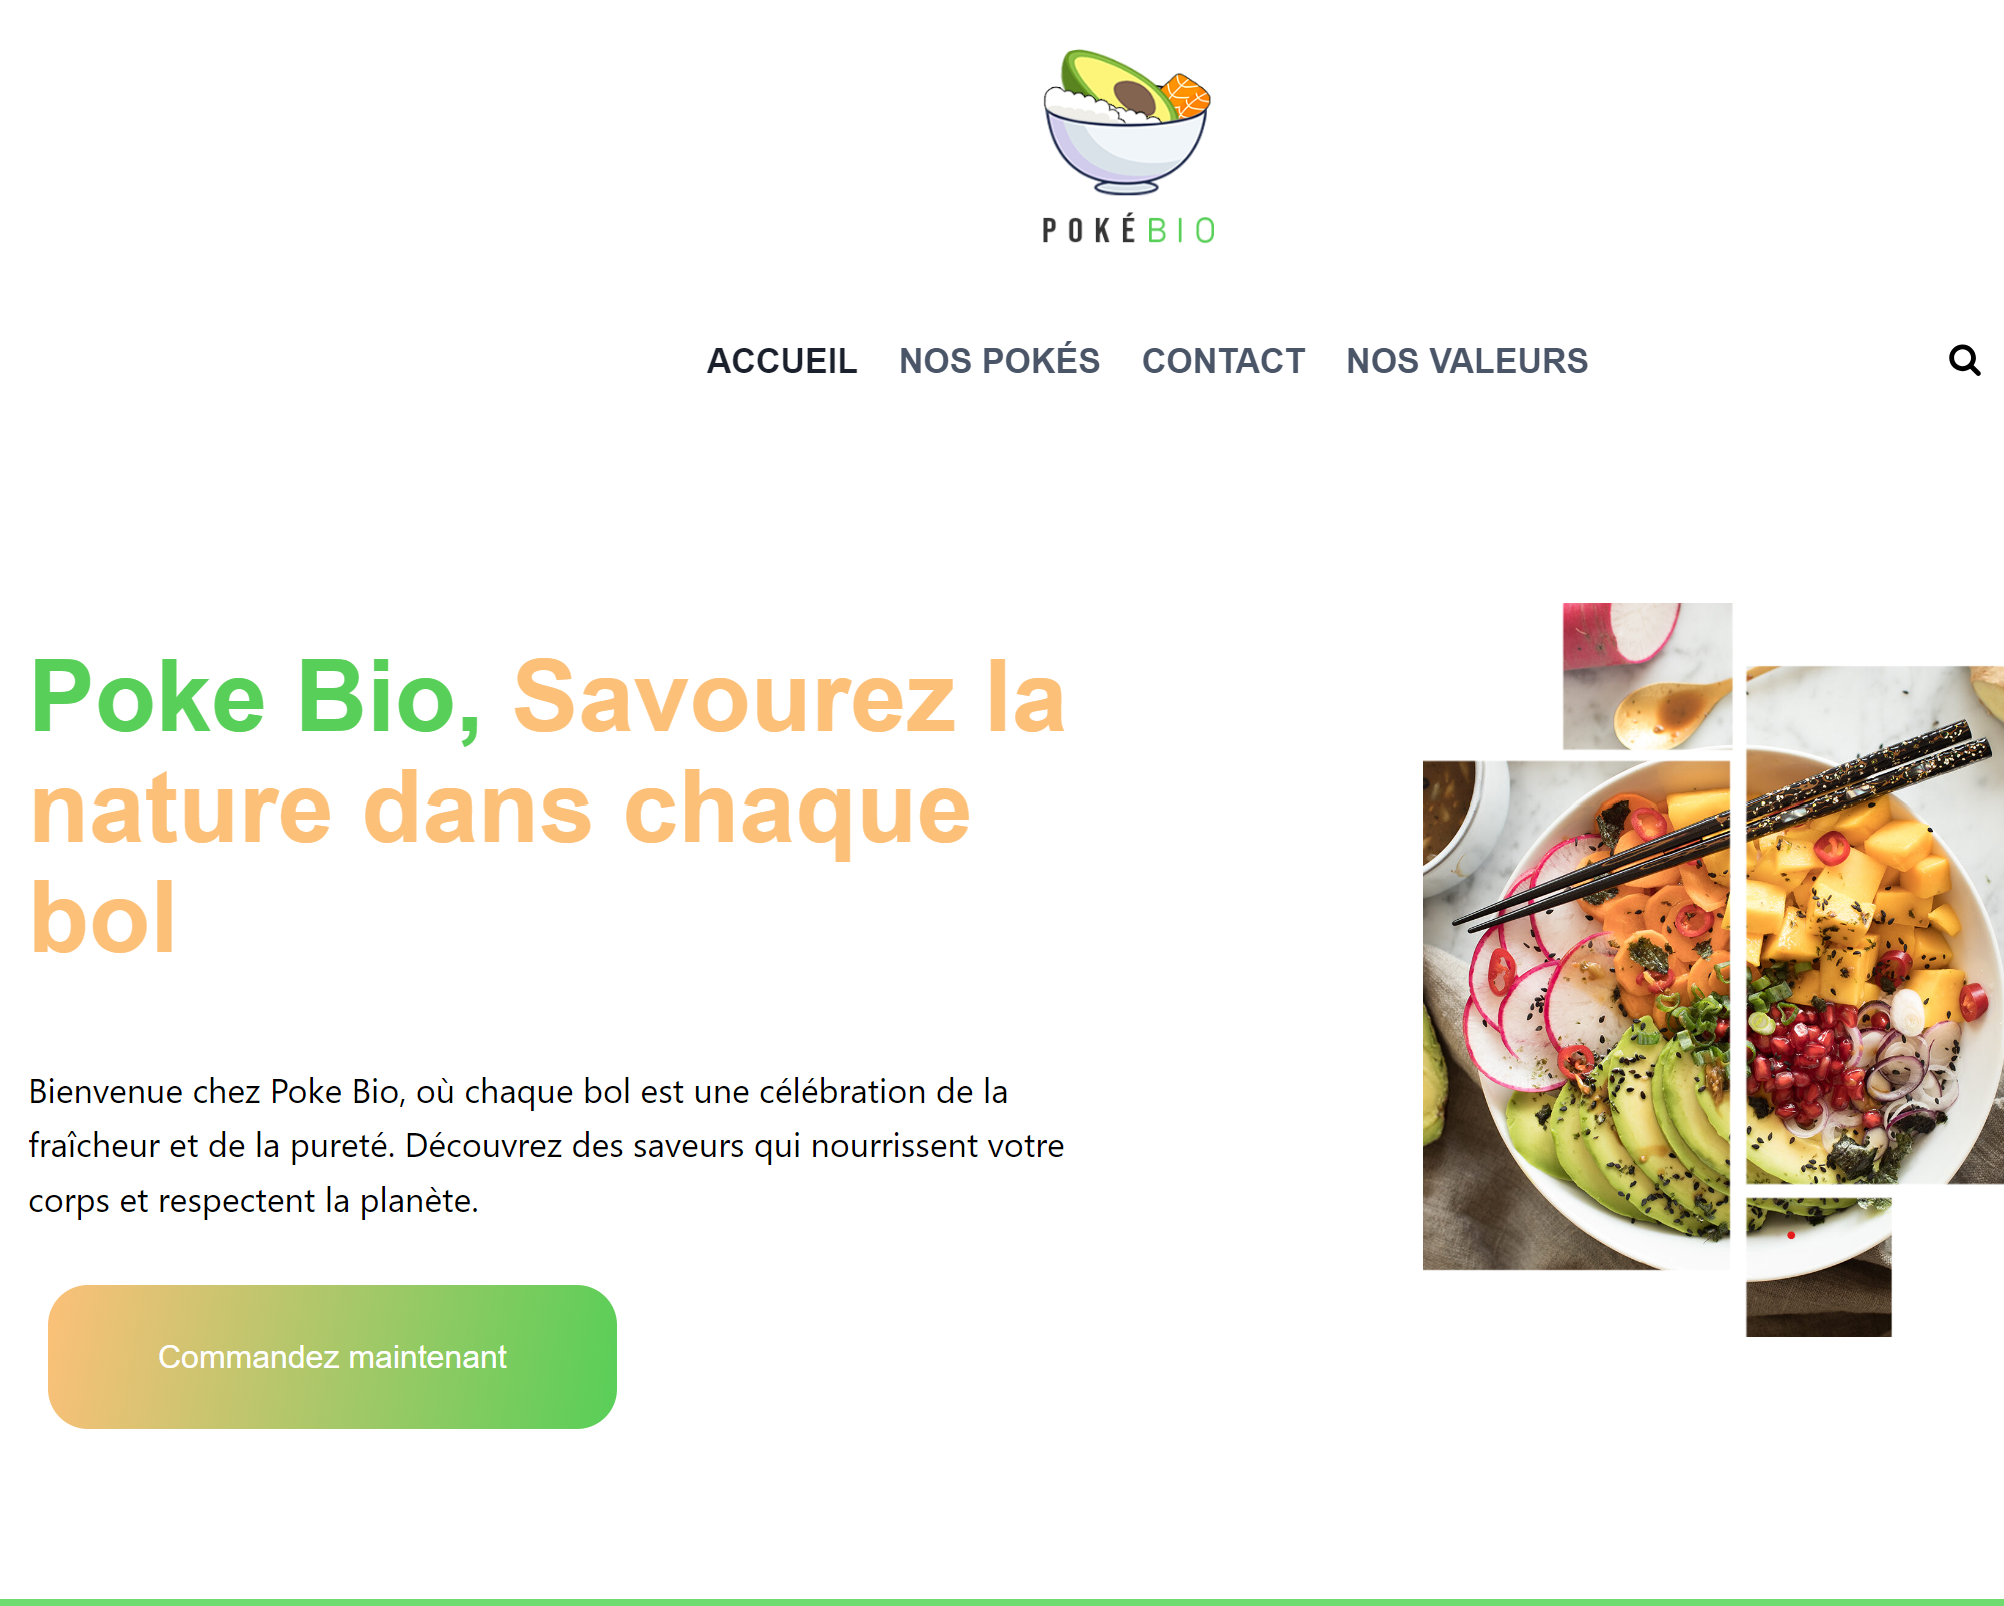 POKÉBIO
ACCUEIL NOS POKÉS CONTACT NOS VALEURS
Poke Bio, Savourez la
nature dans chaque
bol
Bienvenue chez Poke Bio, où chaque bol est une célébration de la
fraîcheur et de la pureté. Découvrez des saveurs qui nourrissent votre
corps et respectent la planète.
Commandez maintenant